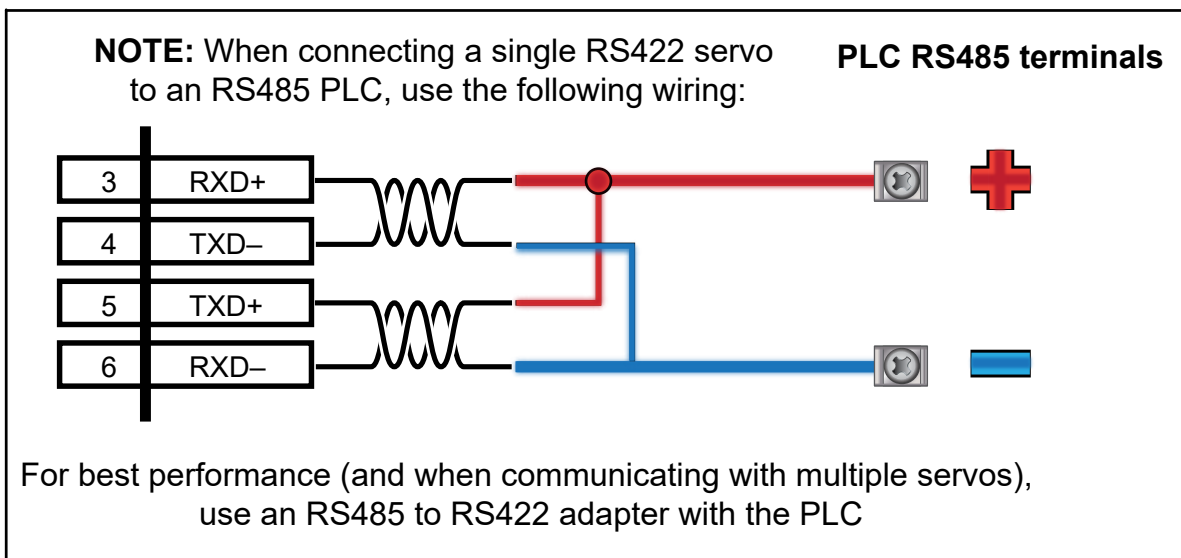 NOTE: When connecting a single RS422 servo
to an RS485 PLC, use the following wiring:
PLC RS485 terminals
3 RXD+
4 TXD–
5 TXD+
6 RXD–
For best performance (and when communicating with multiple servos),
use an RS485 to RS422 adapter with the PLC